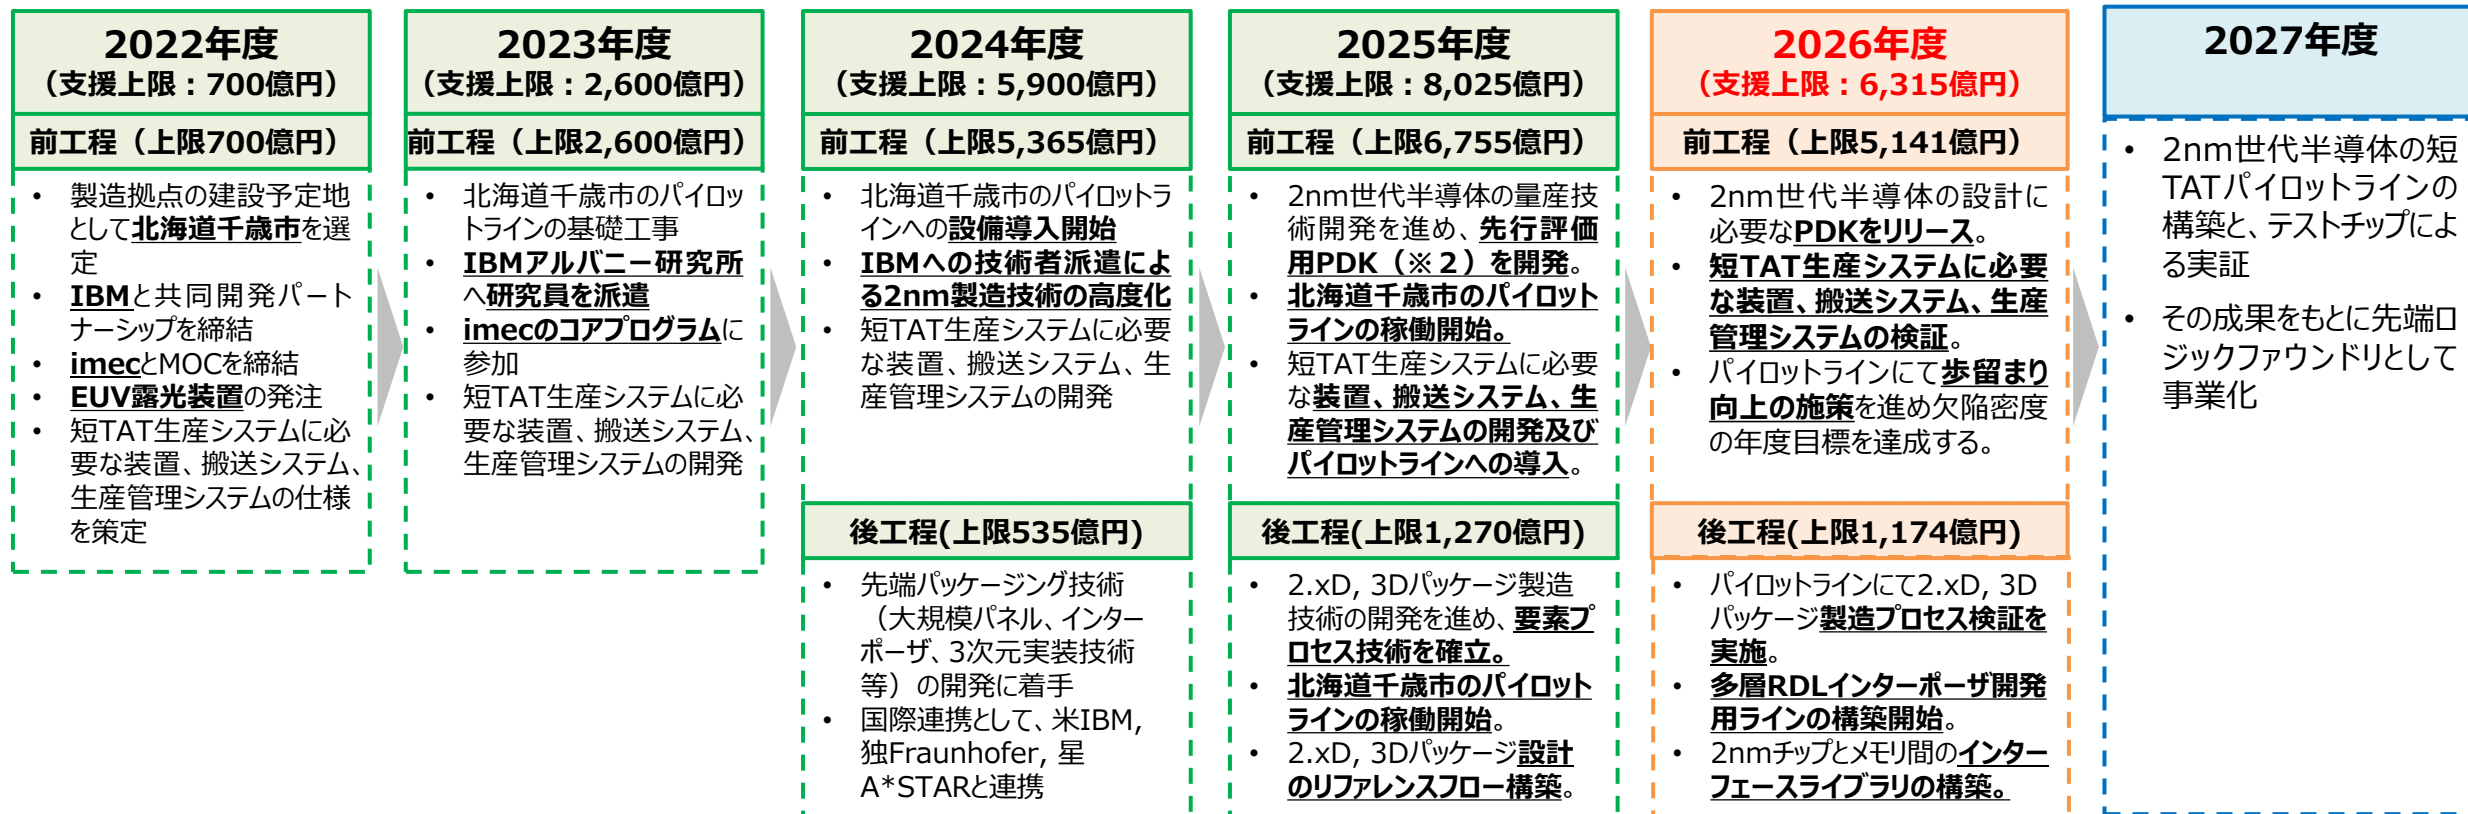 2022年度
（支援上限：700億円）
前工程（上限700億円）
• 製造拠点の建設予定地
として北海道千歳市を選
定
• IBMと共同開発パート
ナーシップを締結
• imecとMOCを締結
• EUV露光装置の発注
• 短TAT生産システムに必
要な装置、搬送システム、
生産管理システムの仕様
を策定
2023年度
（支援上限：2,600億円）
前工程（上限2,600億円）
• 北海道千歳市のパイロッ
トラインの基礎工事
• IBMアルバニー研究所
へ研究員を派遣
• imecのコアプログラムに
参加
• 短TAT生産システムに必
要な装置、搬送システム、
生産管理システムの開発
2024年度
（支援上限：5,900億円）
前工程（上限5,365億円）
• 北海道千歳市のパイロットラ
インへの設備導入開始
• IBMへの技術者派遣によ
る2nm製造技術の高度化
• 短TAT生産システムに必要
な装置、搬送システム、生
産管理システムの開発
後工程(上限535億円)
• 先端パッケージング技術
（大規模パネル、インター
ポーザ、3次元実装技術
等）の開発に着手
• 国際連携として、米IBM,
独Fraunhofer, 星
A*STARと連携
2025年度
（支援上限：8,025億円）
前工程（上限6,755億円）
• 2nm世代半導体の量産技
術開発を進め、先行評価
用PDK（※２）を開発。
• 北海道千歳市のパイロット
ラインの稼働開始。
• 短TAT生産システムに必要
な装置、搬送システム、生
産管理システムの開発及び
パイロットラインへの導入。
後工程(上限1,270億円)
• 2.xD, 3Dパッケージ製造
技術の開発を進め、要素プ
ロセス技術を確立。
• 北海道千歳市のパイロット
ラインの稼働開始。
• 2.xD, 3Dパッケージ設計
のリファレンスフロー構築。
2026年度
（支援上限：6,315億円）
前工程（上限5,141億円）
• 2nm世代半導体の設計に
必要なPDKをリリース。
• 短TAT生産システムに必要
な装置、搬送システム、生産
管理システムの検証。
• パイロットラインにて歩留まり
向上の施策を進め欠陥密度
の年度目標を達成する。
後工程(上限1,174億円)
• パイロットラインにて2.xD, 3D
パッケージ製造プロセス検証を
実施。
• 多層RDLインターポーザ開発
用ラインの構築開始。
• 2nmチップとメモリ間のインター
フェースライブラリの構築。
2027年度
• 2nm世代半導体の短
TATパイロットラインの
構築と、テストチップによ
る実証
• その成果をもとに先端ロ
ジックファウンドリとして
事業化